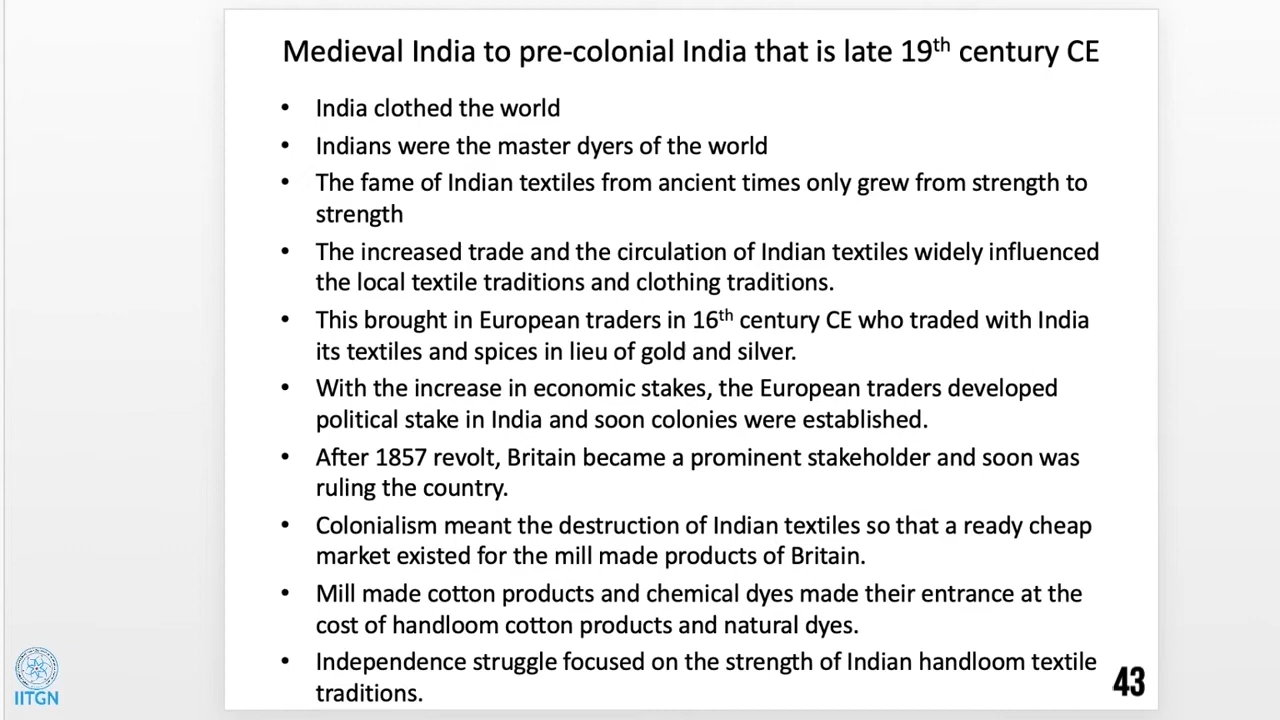 Medieval India to pre-colonial India that is late 19th century CE
• India clothed the world
• Indians were the master dyers of the world
• The fame of Indian textiles from ancient times only grew from strength to
strength
• The increased trade and the circulation of Indian textiles widely influenced
the local textile traditions and clothing traditions.
• This brought in European traders in 16th century CE who traded with India
its textiles and spices in lieu of gold and silver.
• With the increase in economic stakes, the European traders developed
political stake in India and soon colonies were established.
• After 1857 revolt, Britain became a prominent stakeholder and soon was
ruling the country.
• Colonialism meant the destruction of Indian textiles so that a ready cheap
market existed for the mill made products of Britain.
• Mill made cotton products and chemical dyes made their entrance at the
cost of handloom cotton products and natural dyes.
• Independence struggle focused on the strength of Indian handloom textile
traditions.
43
IITGN